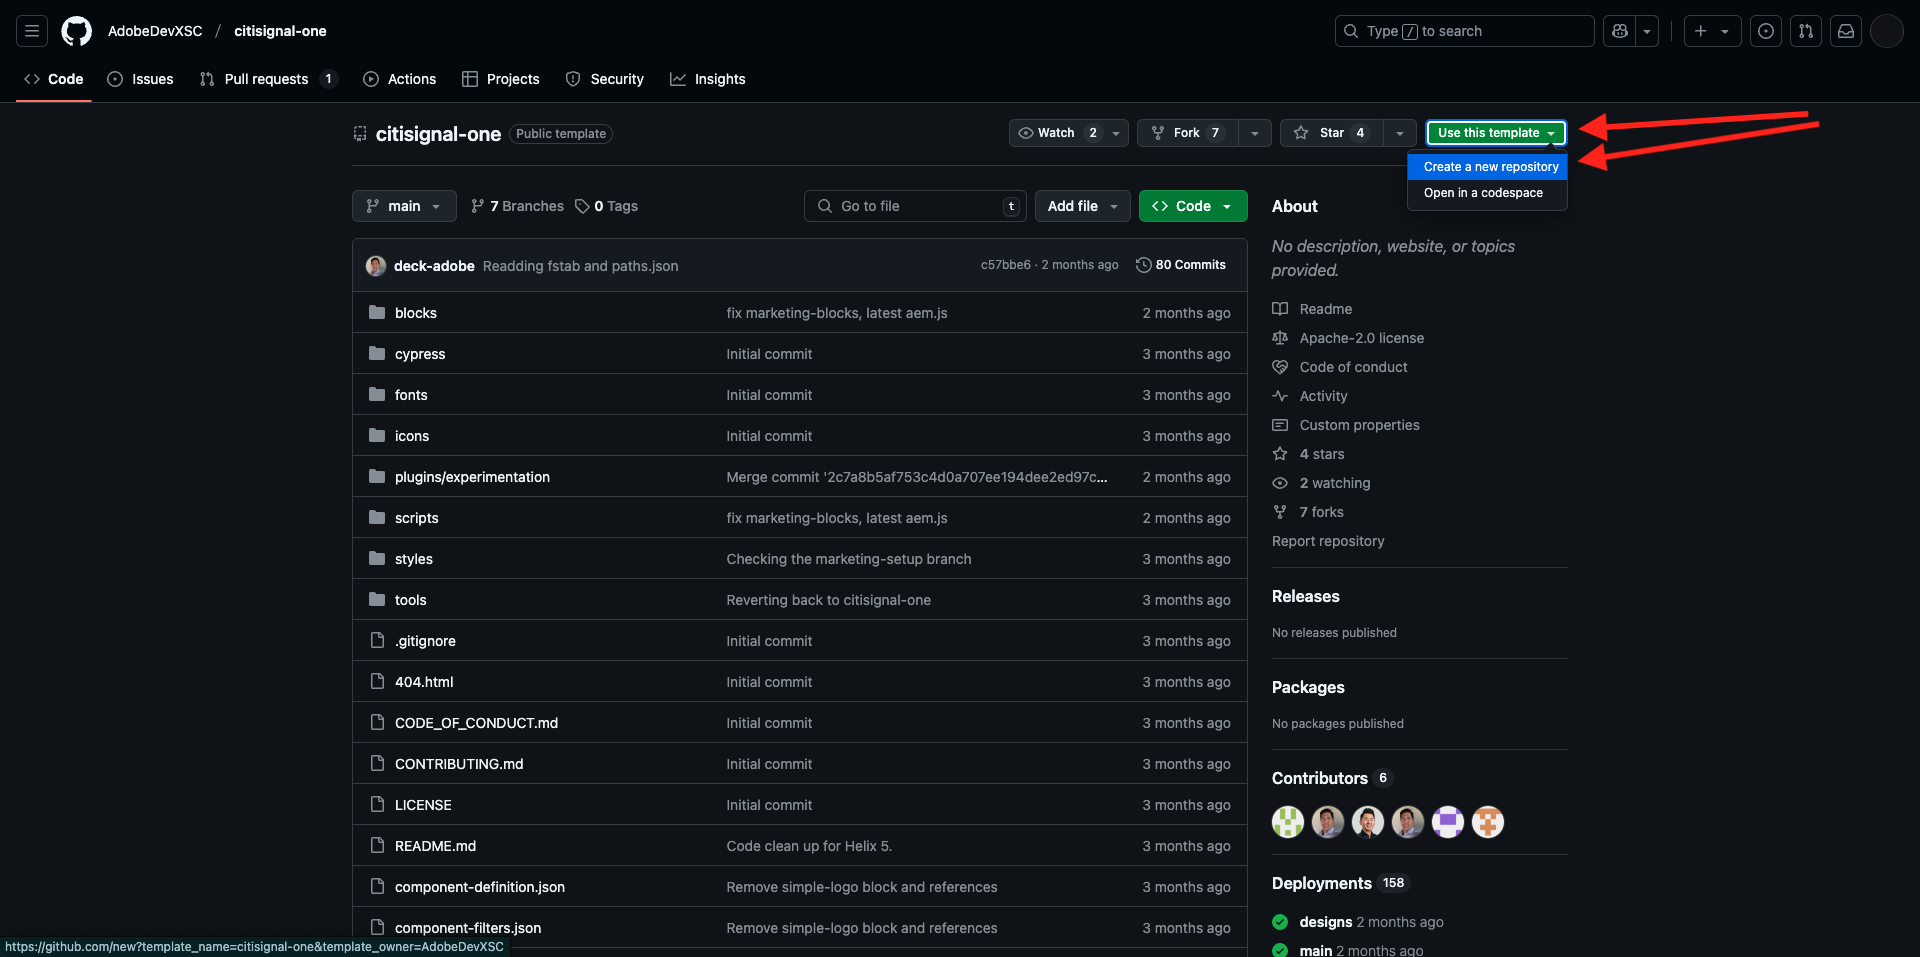 AdobeDevXSC / citisignal-one
Type / to search
Code
Issues
Pull requests 1
Actions
Projects
Security
Insights
citisignal-one Public template
Watch 2
Fork 7
Star 4
Use this template
Create a new repository
Open in a codespace
main
7 Branches
0 Tags
Go to file t
Add file
Code
deck-adobe Readding fstab and paths.json c57bbe6 · 2 months ago 80 Commits
blocks fix marketing-blocks, latest aem.js 2 months ago
cypress Initial commit 3 months ago
fonts Initial commit 3 months ago
icons Initial commit 3 months ago
plugins/experimentation Merge commit '2c7a8b5af753c4d0a707ee194dee2ed97c... 2 months ago
scripts fix marketing-blocks, latest aem.js 2 months ago
styles Checking the marketing-setup branch 3 months ago
tools Reverting back to citisignal-one 3 months ago
.gitignore Initial commit 3 months ago
404.html Initial commit 3 months ago
CODE_OF_CONDUCT.md Initial commit 3 months ago
CONTRIBUTING.md Initial commit 3 months ago
LICENSE Initial commit 3 months ago
README.md Code clean up for Helix 5. 3 months ago
component-definition.json Remove simple-logo block and references 3 months ago
component-filters.json Remove simple-logo block and references 3 months ago
About
No description, website, or topics
provided.
Readme
Apache-2.0 license
Code of conduct
Activity
Custom properties
4 stars
2 watching
7 forks
Report repository
Releases
No releases published
Packages
No packages published
Contributors 6
Deployments 158
designs 2 months ago
main 2 months ago
https://github.com/new?template_name=citisignal-one&template_owner=AdobeDevXSC